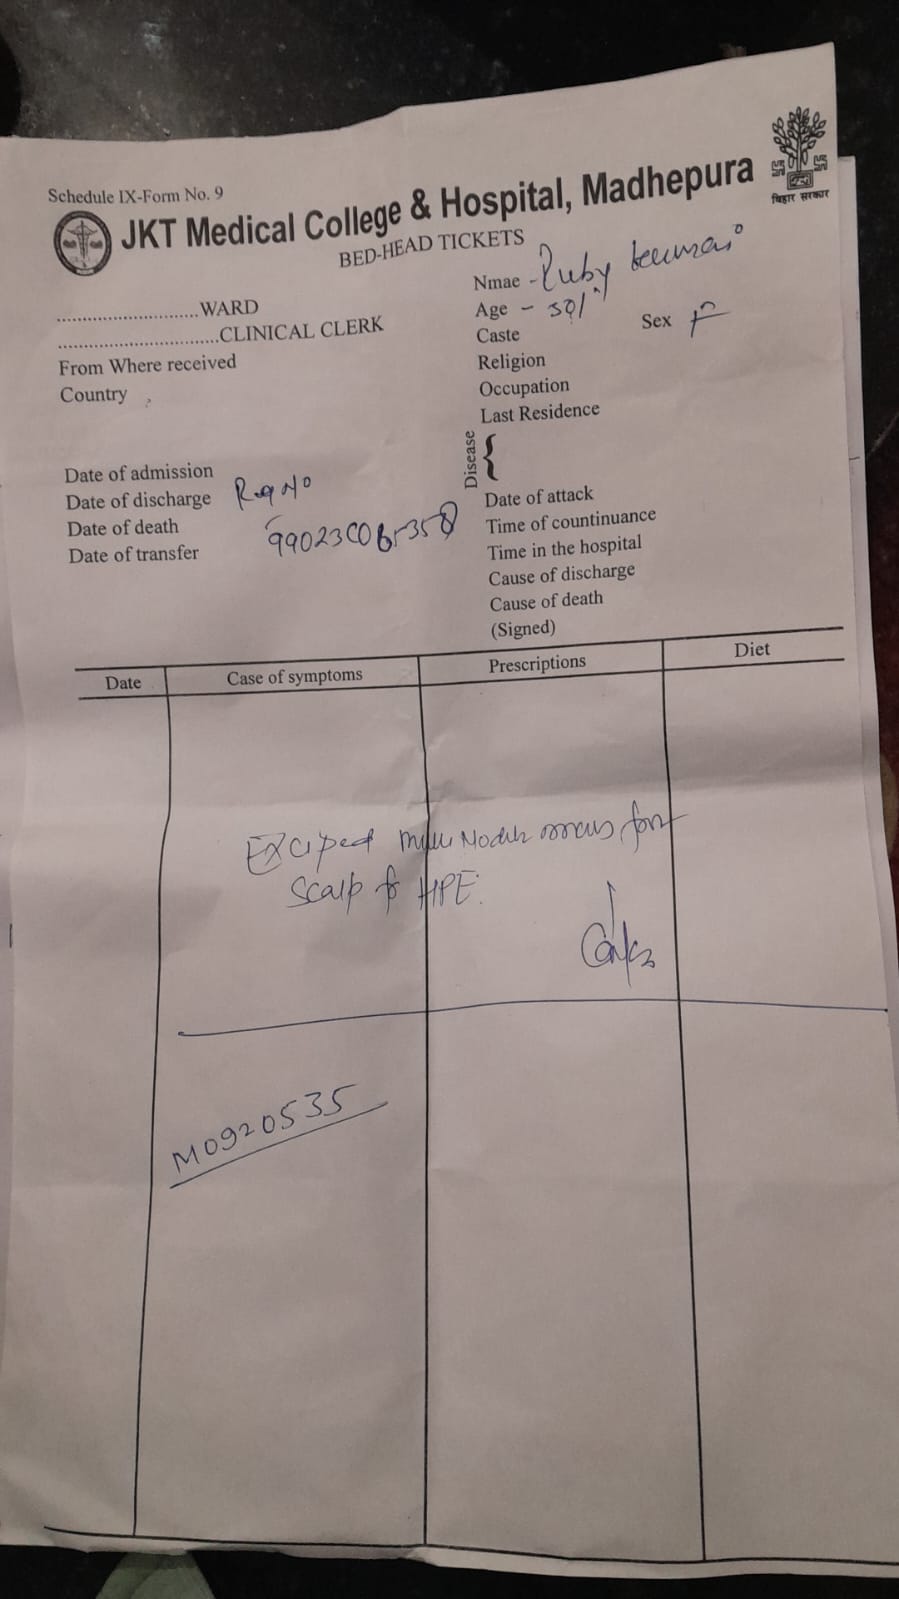 Schedule IX-Form No. 9
JKT Medical College & Hospital, Madhepura
बिहार सरकार
BED-HEAD TICKETS
..............................WARD
..................................CLINICAL CLERK
From Where received
Country
Nmae - Ruby kumari
Age -
Sex F
Caste
Religion
Occupation
Last Residence
Disease {
Date of admission
Date of discharge Reg No
Date of death
Date of transfer
Date of attack
Time of countinuance
Time in the hospital
Cause of discharge
Cause of death
(Signed)
Date Case of symptoms Prescriptions Diet
Nodul mass
Scalp for HPE.
M0920535